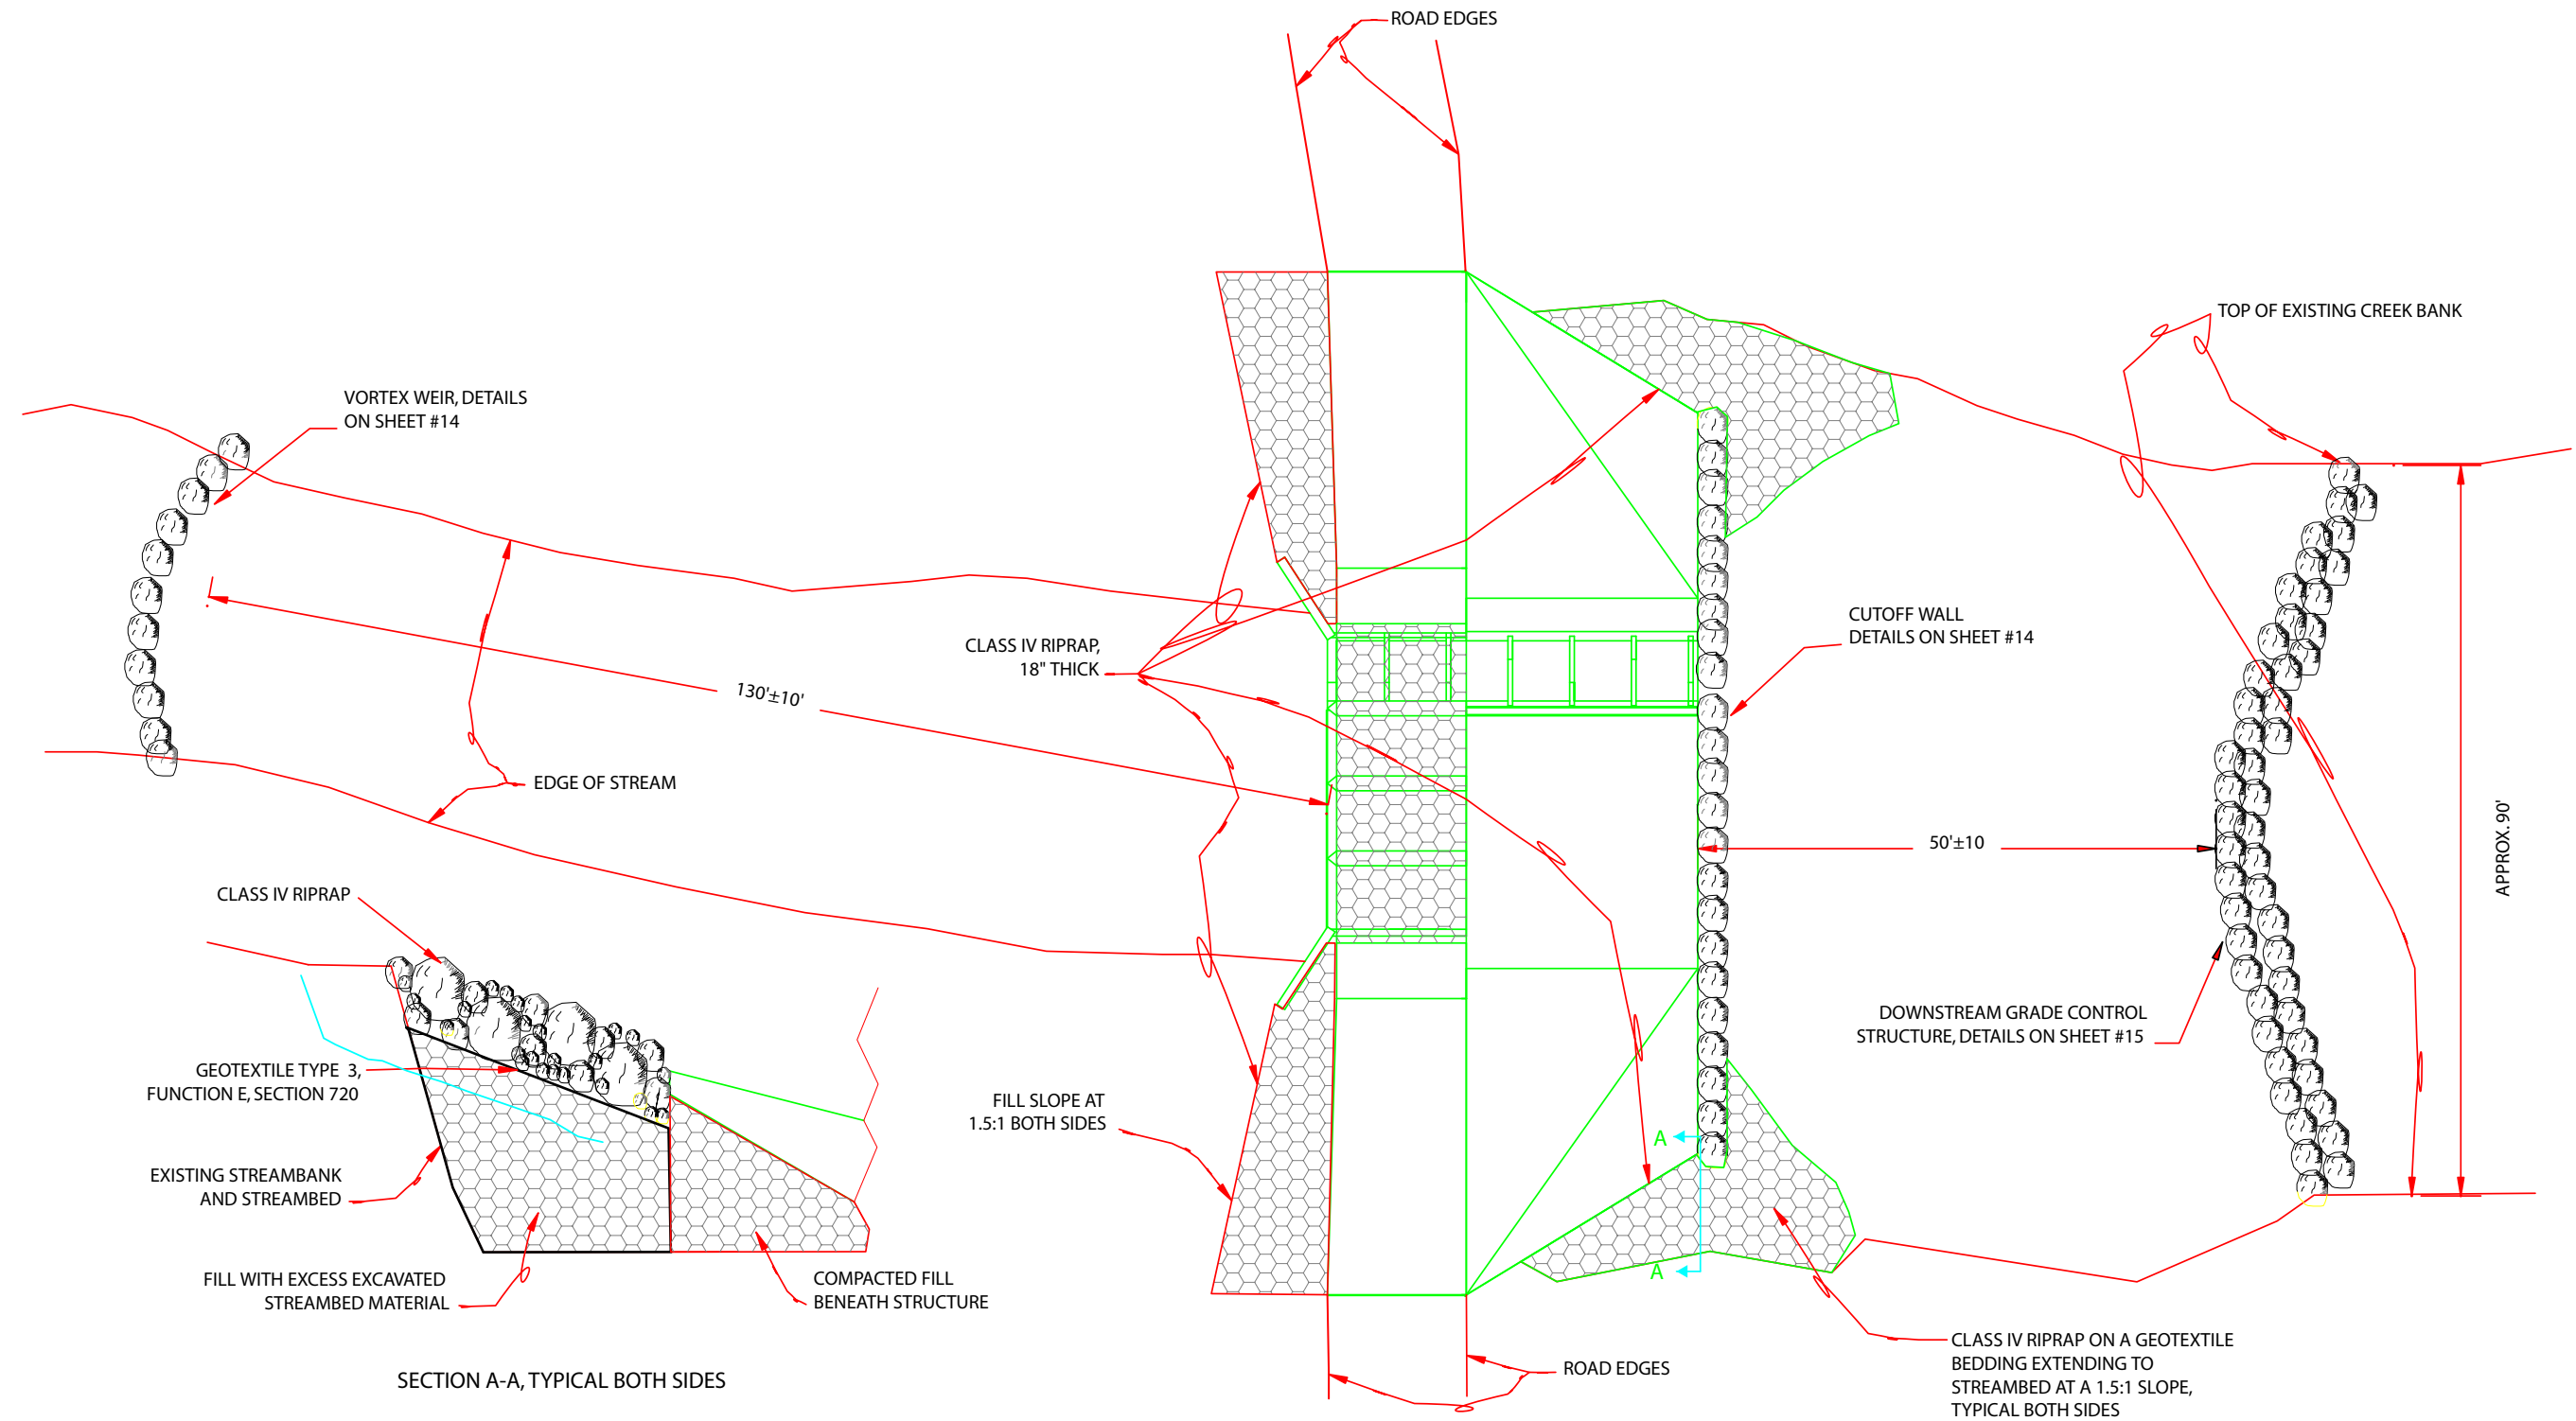 ROAD EDGES
TOP OF EXISTING CREEK BANK
VORTEX WEIR, DETAILS
ON SHEET #14
CUTOFF WALL
DETAILS ON SHEET #14
CLASS IV RIPRAP,
18" THICK
130'±10'
EDGE OF STREAM
50'±10
APPROX. 90'
CLASS IV RIPRAP
DOWNSTREAM GRADE CONTROL
STRUCTURE, DETAILS ON SHEET #15
GEOTEXTILE TYPE 3,
FUNCTION E, SECTION 720
FILL SLOPE AT
1.5:1 BOTH SIDES
A
A
EXISTING STREAMBANK
AND STREAMBED
FILL WITH EXCESS EXCAVATED
STREAMBED MATERIAL
COMPACTED FILL
BENEATH STRUCTURE
ROAD EDGES
CLASS IV RIPRAP ON A GEOTEXTILE
BEDDING EXTENDING TO
STREAMBED AT A 1.5:1 SLOPE,
TYPICAL BOTH SIDES
SECTION A-A, TYPICAL BOTH SIDES